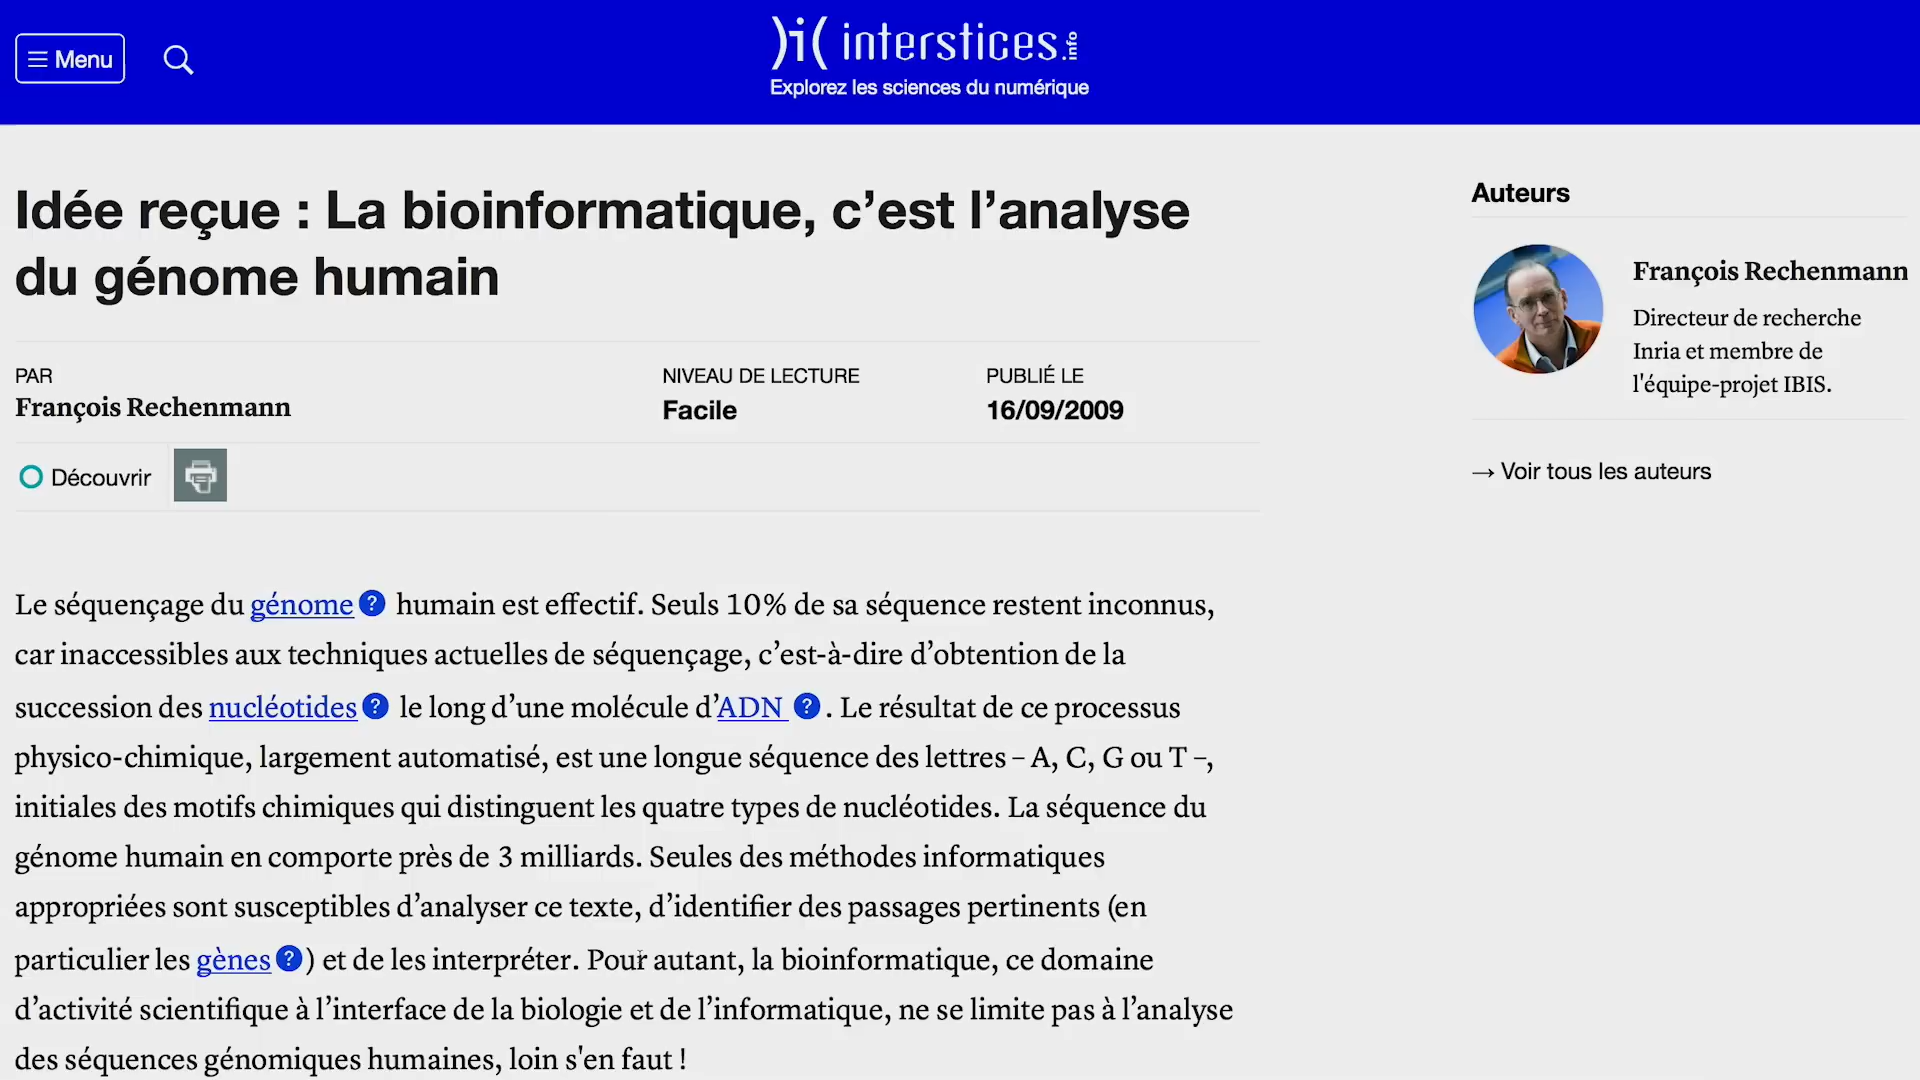 Menu
)i( interstices.info
Explorez les sciences du numérique
Idée reçue : La bioinformatique, c’est l’analyse
du génome humain
PAR
François Rechenmann
NIVEAU DE LECTURE
Facile
PUBLIÉ LE
16/09/2009
Découvrir
Le séquençage du génome ? humain est effectif. Seuls 10% de sa séquence restent inconnus,
car inaccessibles aux techniques actuelles de séquençage, c’est-à-dire d’obtention de la
succession des nucléotides ? le long d’une molécule d’ADN ? . Le résultat de ce processus
physico-chimique, largement automatisé, est une longue séquence des lettres – A, C, G ou T –,
initiales des motifs chimiques qui distinguent les quatre types de nucléotides. La séquence du
génome humain en comporte près de 3 milliards. Seules des méthodes informatiques
appropriées sont susceptibles d’analyser ce texte, d’identifier des passages pertinents (en
particulier les gènes ? ) et de les interpréter. Pour autant, la bioinformatique, ce domaine
d’activité scientifique à l’interface de la biologie et de l’informatique, ne se limite pas à l’analyse
des séquences génomiques humaines, loin s'en faut !
Auteurs
François Rechenmann
Directeur de recherche
Inria et membre de
l'équipe-projet IBIS.
→ Voir tous les auteurs